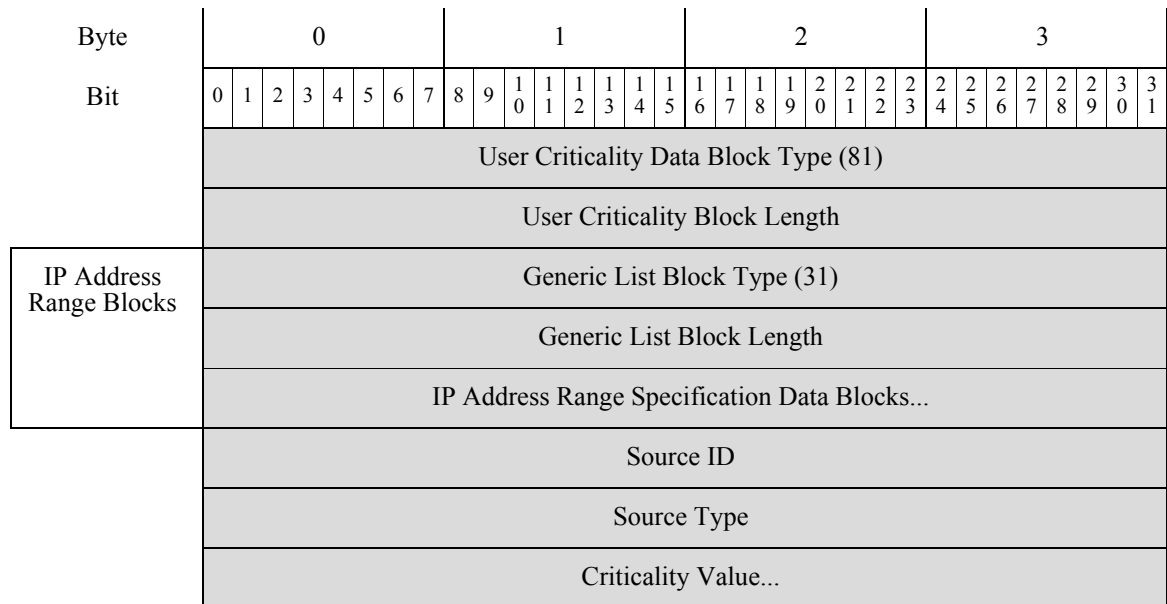 Byte 0 1 2 3
Bit 0 1 2 3 4 5 6 7 8 9 10 11 12 13 14 15 16 17 18 19 20 21 22 23 24 25 26 27 28 29 30 31
User Criticality Data Block Type (81)
User Criticality Block Length
IP Address
Range Blocks
Generic List Block Type (31)
Generic List Block Length
IP Address Range Specification Data Blocks...
Source ID
Source Type
Criticality Value...